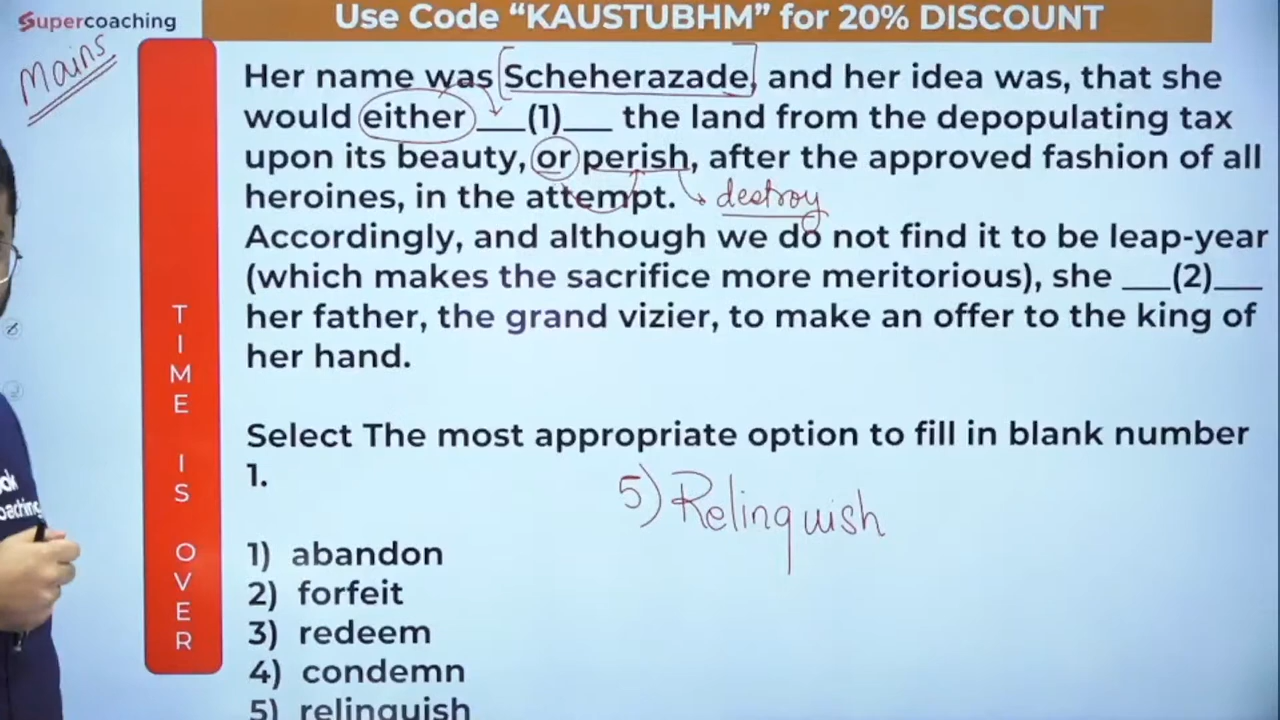 Supercoaching
Use Code “KAUSTUBHM” for 20% DISCOUNT
Mains
Her name was Scheherazade, and her idea was, that she
would either ___(1)___ the land from the depopulating tax
upon its beauty, or perish, after the approved fashion of all
heroines, in the attempt.
destroy
Accordingly, and although we do not find it to be leap-year
(which makes the sacrifice more meritorious), she ___(2)___
her father, the grand vizier, to make an offer to the king of
her hand.
TIME IS OVER
Select The most appropriate option to fill in blank number
1.
5) Relinquish
1) abandon
2) forfeit
3) redeem
4) condemn
5) relinquish